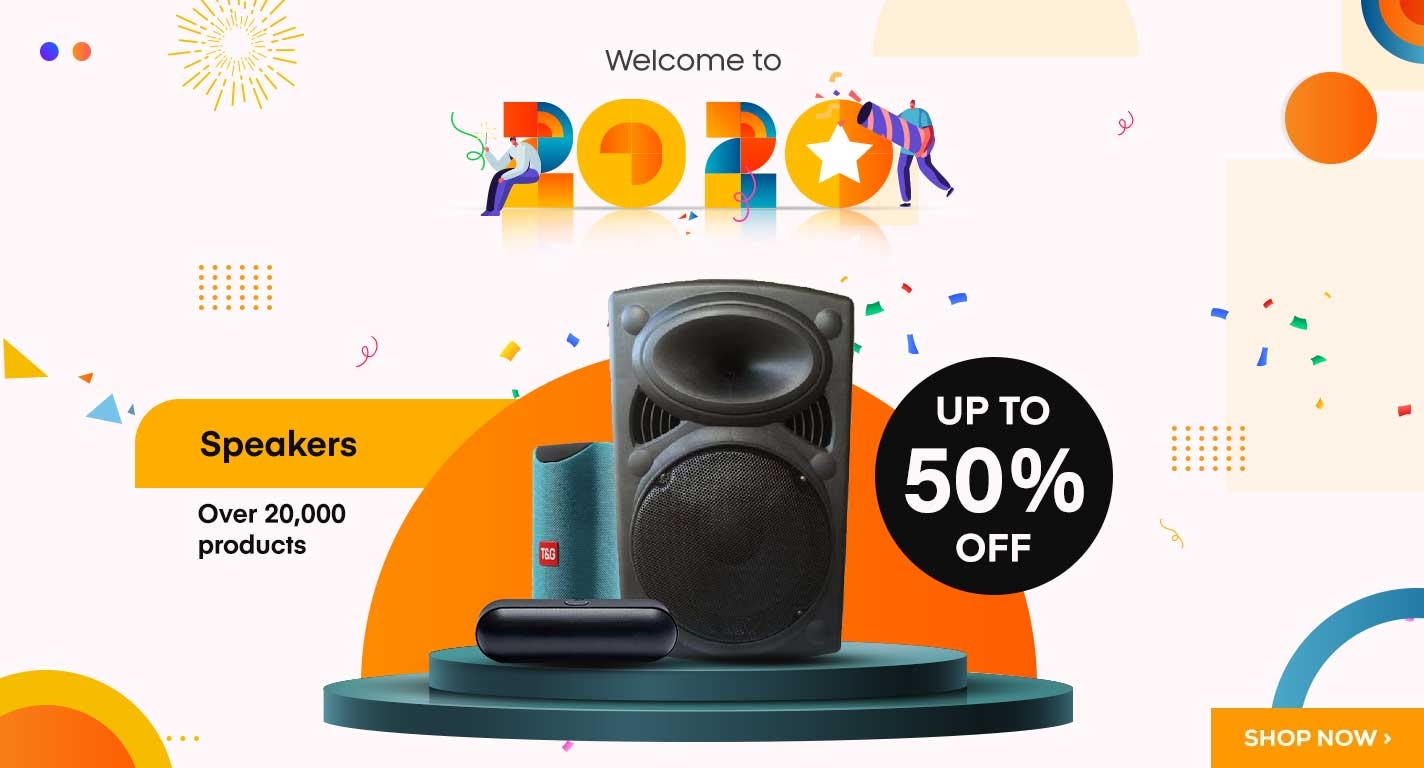 Welcome to
2020
Speakers
Over 20,000
products
UP TO
50%
OFF
T&G
SHOP NOW ›